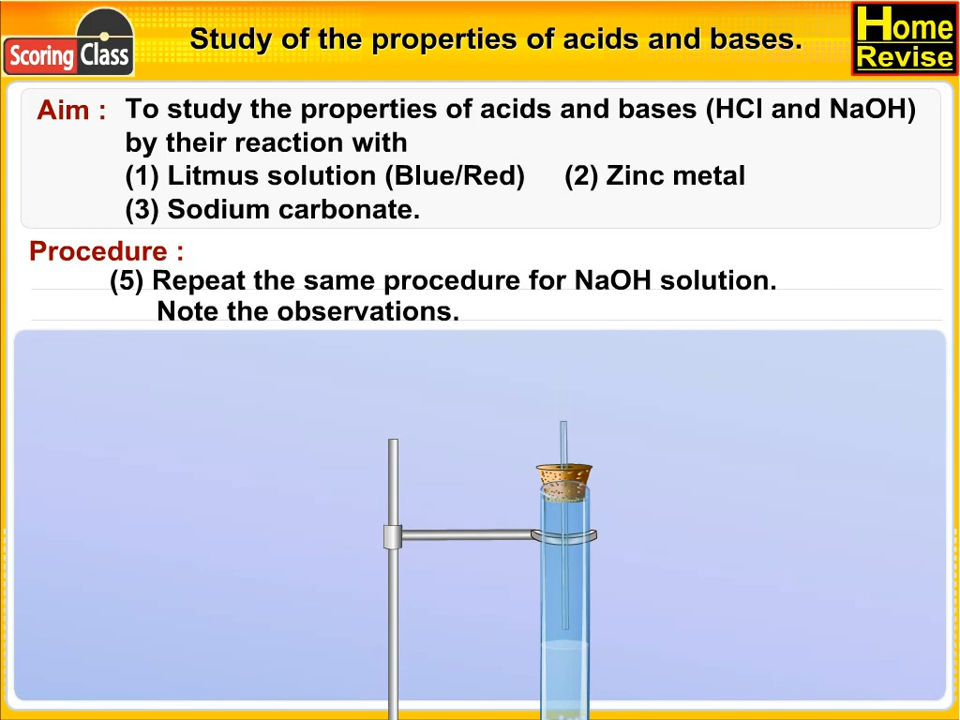 Scoring Class
Study of the properties of acids and bases.
Home
Revise
Aim : To study the properties of acids and bases (HCl and NaOH)
by their reaction with
(1) Litmus solution (Blue/Red) (2) Zinc metal
(3) Sodium carbonate.
Procedure :
(5) Repeat the same procedure for NaOH solution.
Note the observations.